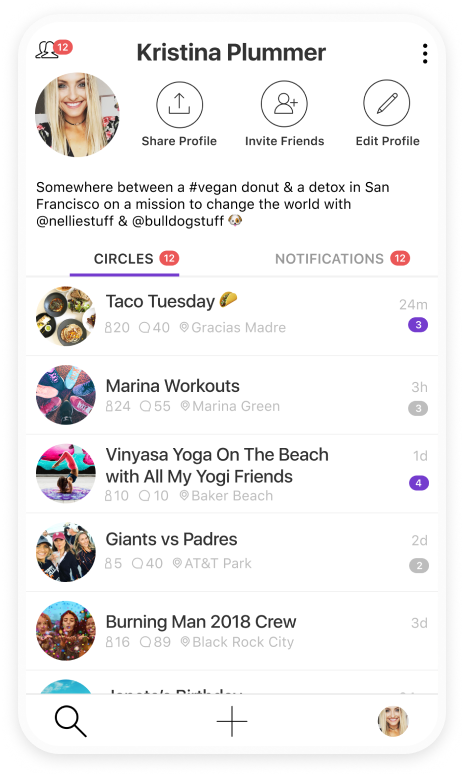 12
Kristina Plummer
Share Profile
Invite Friends
Edit Profile
Somewhere between a #vegan donut & a detox in San
Francisco on a mission to change the world with
@nelliestuff & @bulldogstuff 🐶
CIRCLES 12
NOTIFICATIONS 12
Taco Tuesday 🌮
24m
20 40 Gracias Madre
3
Marina Workouts
3h
24 55 Marina Green
3
Vinyasa Yoga On The Beach
1d
with All My Yogi Friends
4
10 10 Baker Beach
Giants vs Padres
2d
5 40 AT&T Park
2
Burning Man 2018 Crew
3d
16 89 Black Rock City